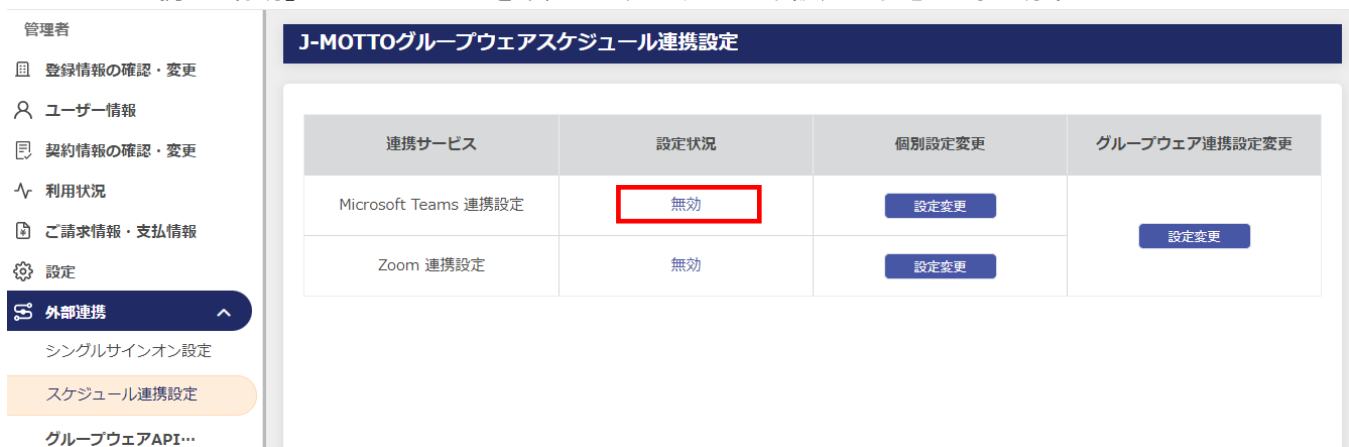 管理者
登録情報の確認・変更
ユーザー情報
契約情報の確認・変更
利用状況
ご請求情報・支払情報
設定
外部連携
シングルサインオン設定
スケジュール連携設定
グループウェアAPI…
J-MOTTOグループウェアスケジュール連携設定
連携サービス 設定状況 個別設定変更 グループウェア連携設定変更
Microsoft Teams 連携設定 無効 設定変更 設定変更
Zoom 連携設定 無効 設定変更